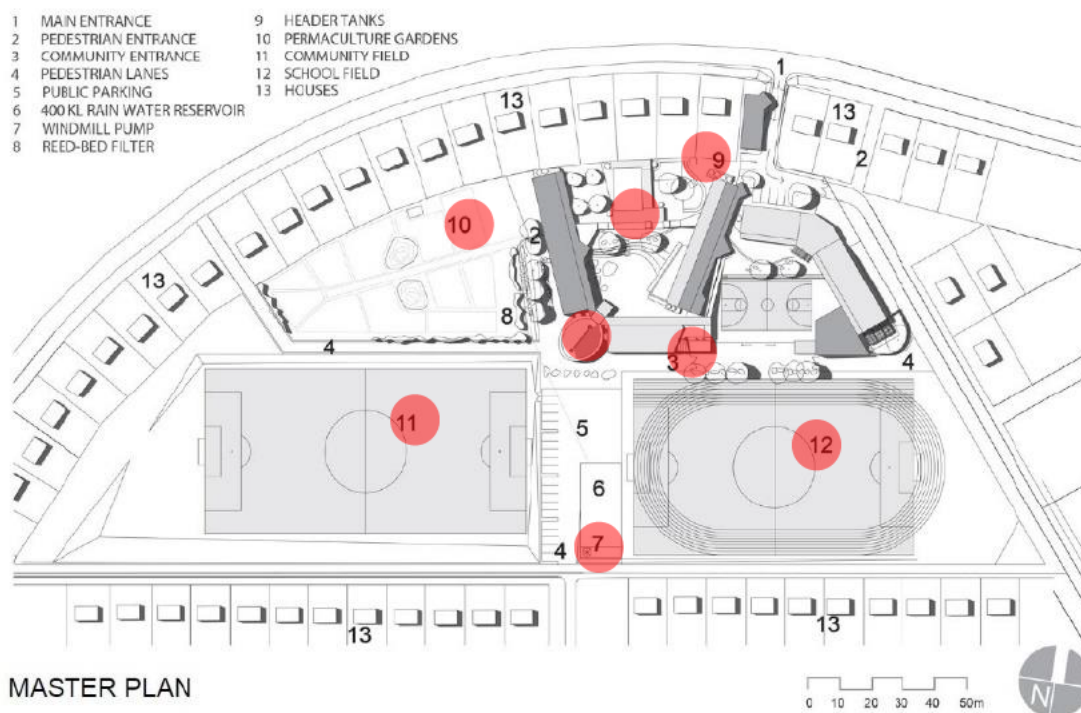 1 MAIN ENTRANCE
2 PEDESTRIAN ENTRANCE
3 COMMUNITY ENTRANCE
4 PEDESTRIAN LANES
5 PUBLIC PARKING
6 400 KL RAIN WATER RESERVOIR
7 WINDMILL PUMP
8 REED-BED FILTER
9 HEADER TANKS
10 PERMACULTURE GARDENS
11 COMMUNITY FIELD
12 SCHOOL FIELD
13 HOUSES
1
13
13
2
9
10
2
13
8
4
3
4
11
5
12
6
7
4
13
13
MASTER PLAN
0 10 20 30 40 50m
N